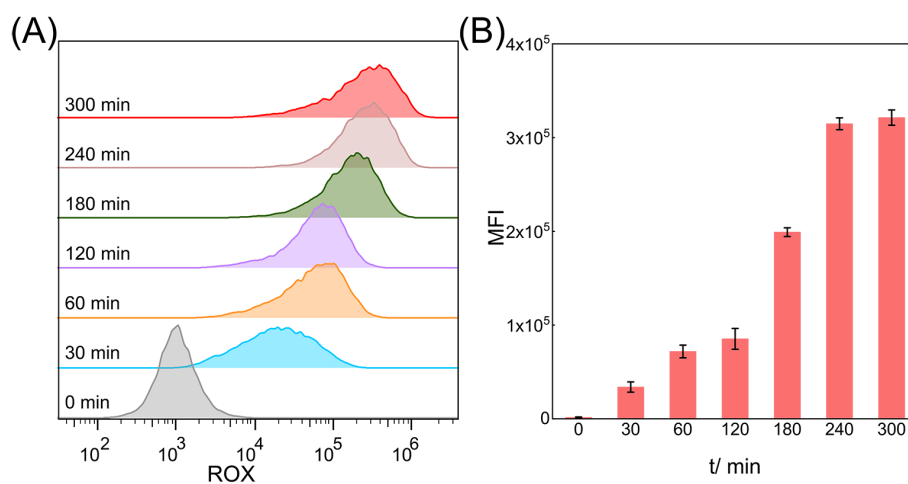 (A)
300 min
240 min
180 min
120 min
60 min
30 min
0 min
10² 10³ 10⁴ 10⁵ 10⁶
ROX
(B)
4x10⁵
3x10⁵
2x10⁵
1x10⁵
0
MFI
0 30 60 120 180 240 300
t/ min